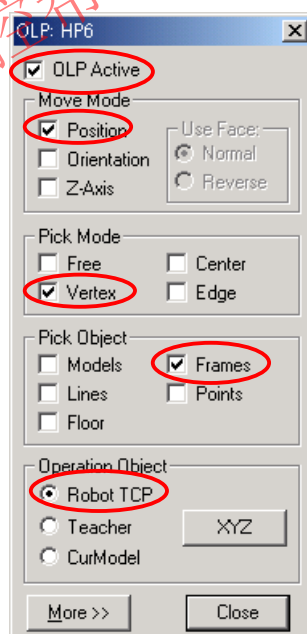 OLP: HP6
OLP Active
Move Mode
Position
Orientation
Z-Axis
Use Face:
Normal
Reverse
Pick Mode
Free
Center
Vertex
Edge
Pick Object
Models
Frames
Lines
Points
Floor
Operation Object
Robot TCP
Teacher
XYZ
CurModel
More >>
Close